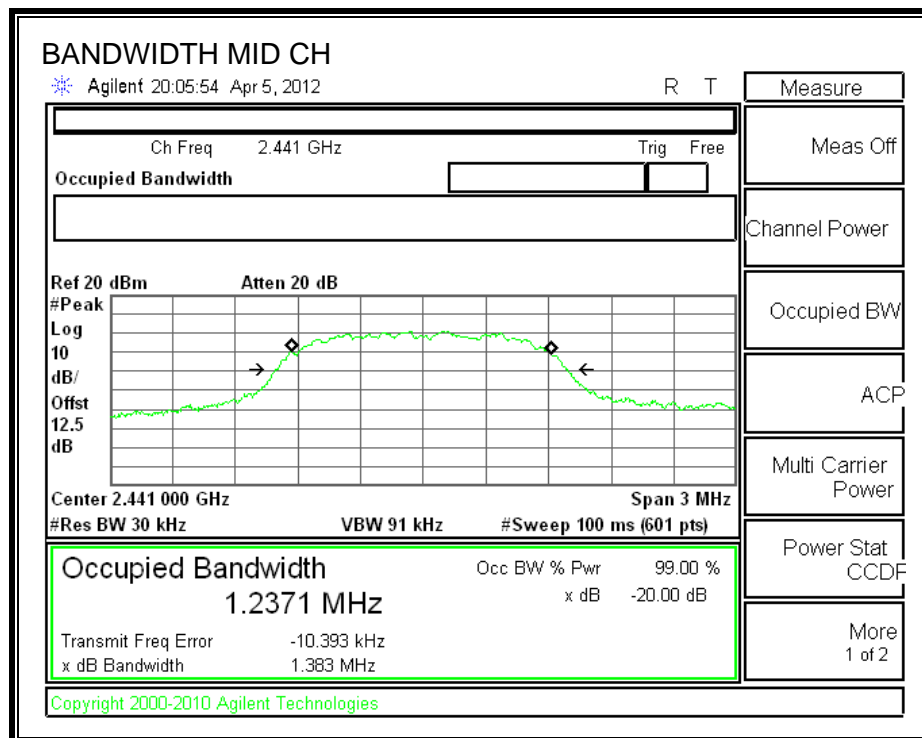 BANDWIDTH MID CH
Agilent 20:05:54 Apr 5, 2012 R T
Measure
Ch Freq 2.441 GHz Trig Free
Meas Off
Occupied Bandwidth
Channel Power
Ref 20 dBm Atten 20 dB
#Peak
Log
10
dB/
Offst
12.5
dB
Occupied BW
ACP
Multi Carrier
Power
Center 2.441 000 GHz Span 3 MHz
#Res BW 30 kHz VBW 91 kHz #Sweep 100 ms (601 pts)
Power Stat
CCDF
Occupied Bandwidth Occ BW % Pwr 99.00 %
1.2371 MHz x dB -20.00 dB
Transmit Freq Error -10.393 kHz
x dB Bandwidth 1.383 MHz
More
1 of 2
Copyright 2000-2010 Agilent Technologies